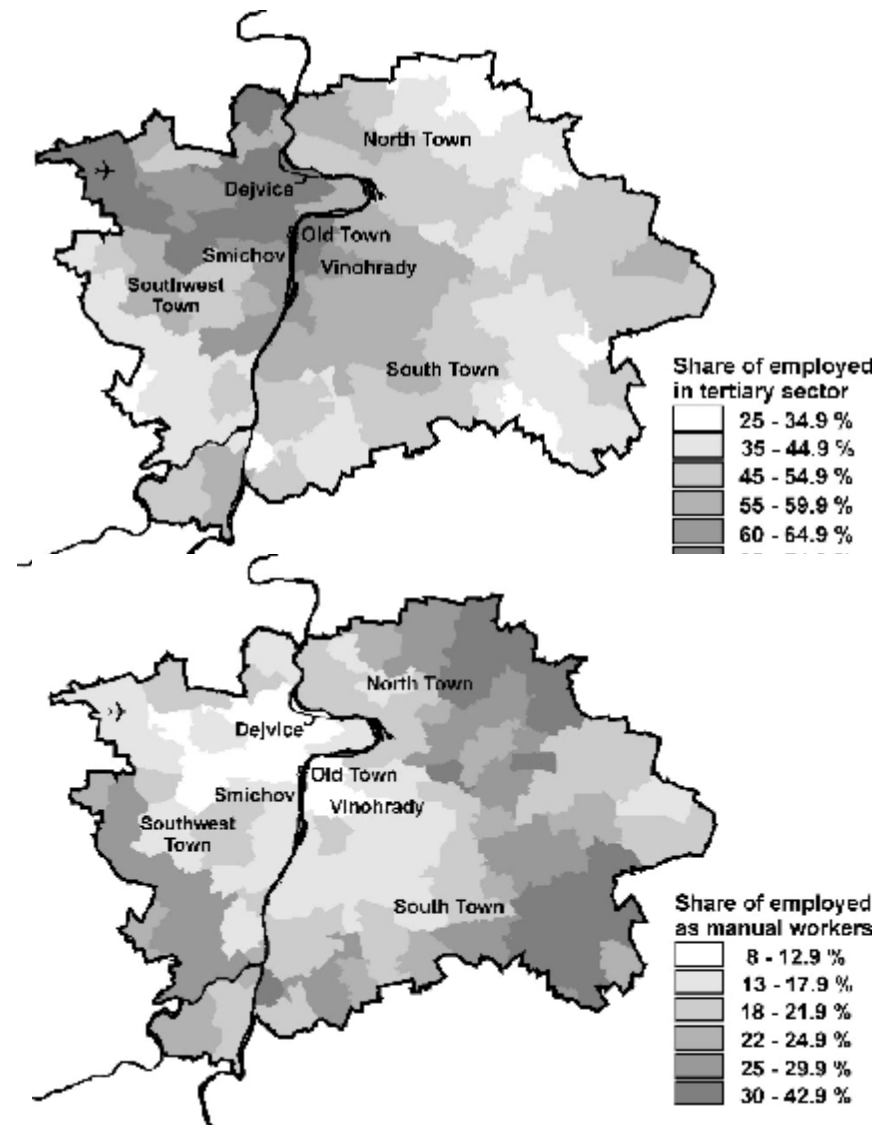 North Town
Dejvice
Old Town
Smichov
Vinohrady
Southwest
Town
South Town
Share of employed
in tertiary sector
25 - 34.9 %
35 - 44.9 %
45 - 54.9 %
55 - 59.9 %
60 - 64.9 %
North Town
Dejvice
Old Town
Smichov
Vinohrady
Southwest
Town
South Town
Share of employed
as manual workers
8 - 12.9 %
13 - 17.9 %
18 - 21.9 %
22 - 24.9 %
25 - 29.9 %
30 - 42.9 %